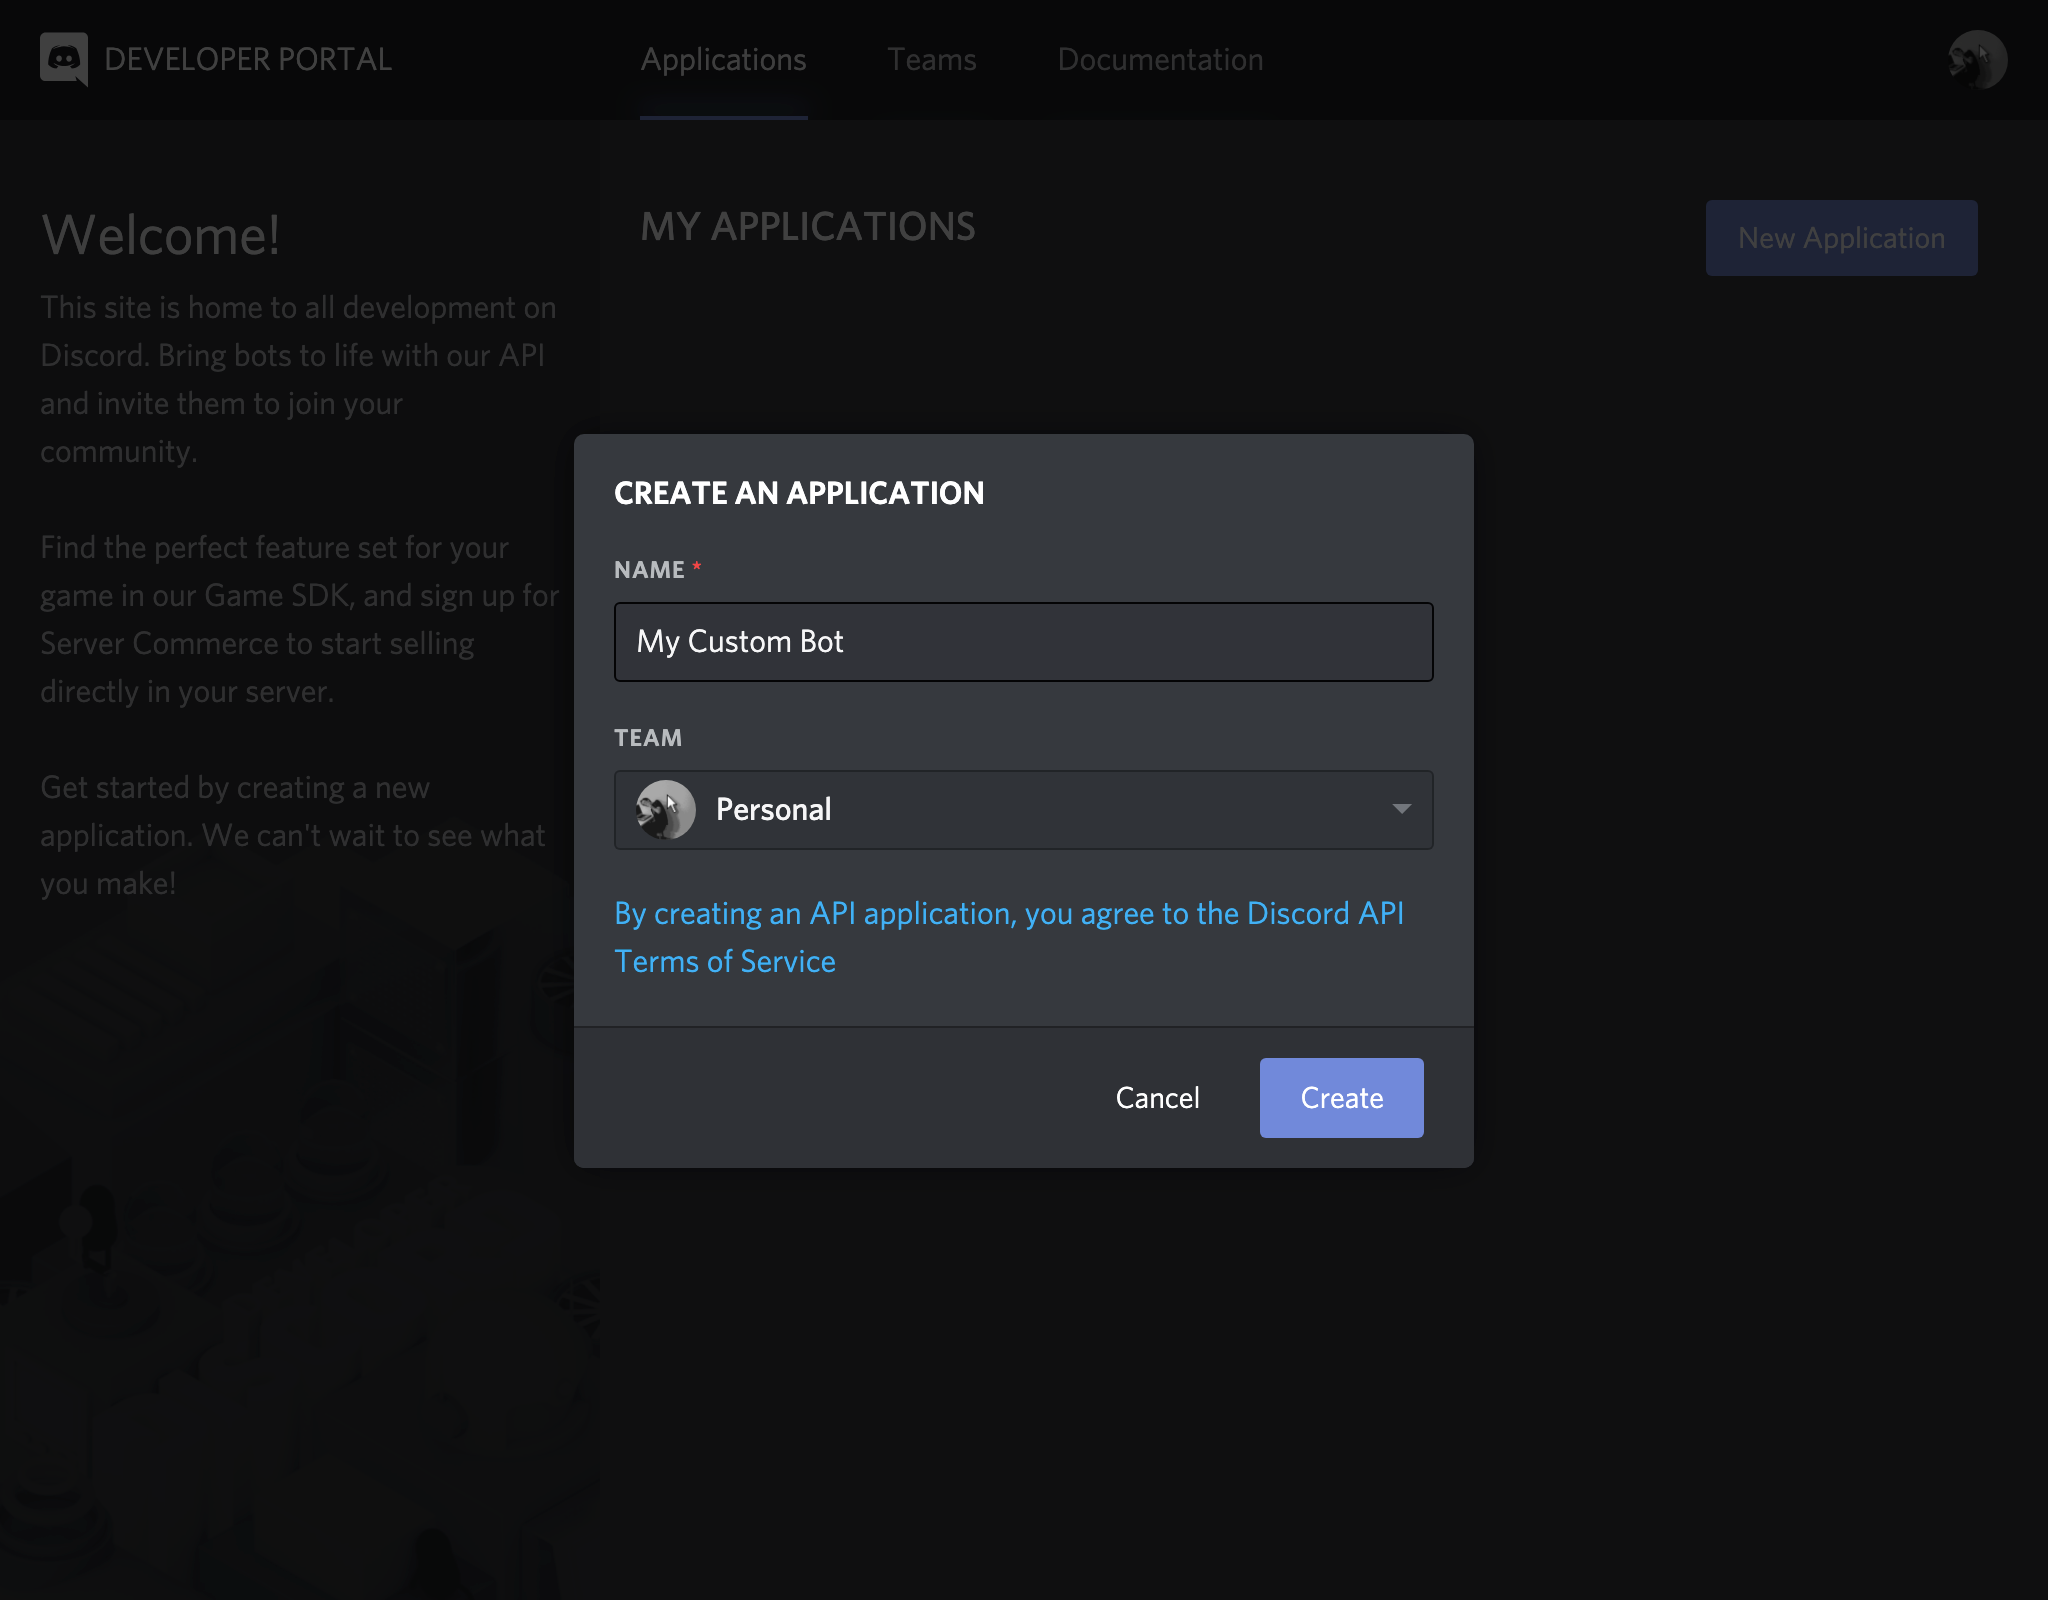 DEVELOPER PORTAL
Applications
Teams
Documentation
Welcome!
This site is home to all development on
Discord. Bring bots to life with our API
and invite them to join your
community.
Find the perfect feature set for your
game in our Game SDK, and sign up for
Server Commerce to start selling
directly in your server.
Get started by creating a new
application. We can't wait to see what
you make!
MY APPLICATIONS
New Application
CREATE AN APPLICATION
NAME *
My Custom Bot
TEAM
Personal
By creating an API application, you agree to the Discord API
Terms of Service
Cancel
Create